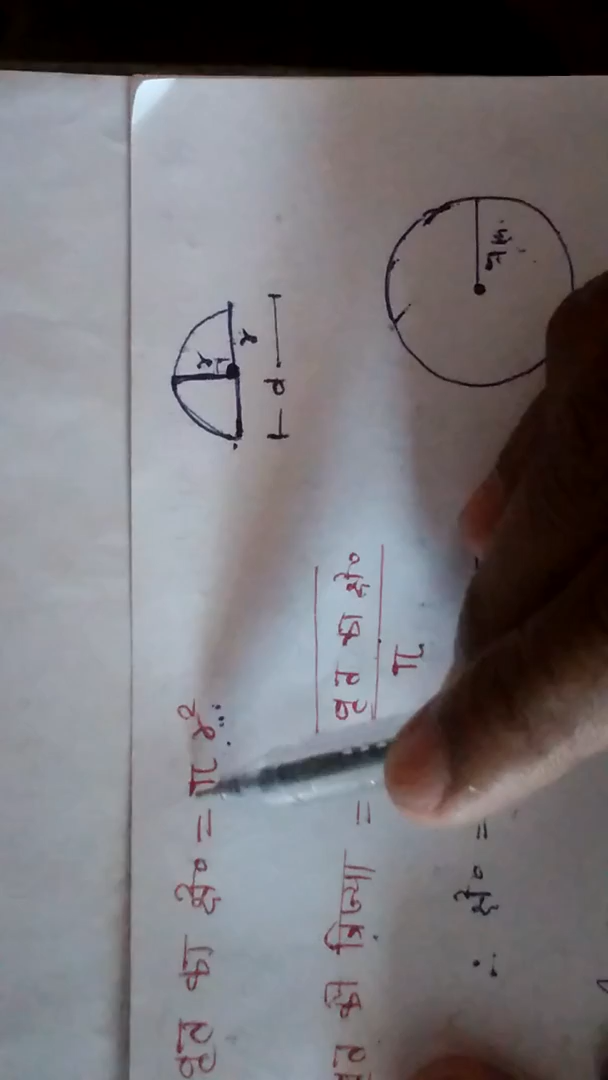 वृत का क्षे० = π r²
वृत की त्रिज्या = √ वृत का क्षे० / π
∴ क्षे० =
r
r
d
7 m.